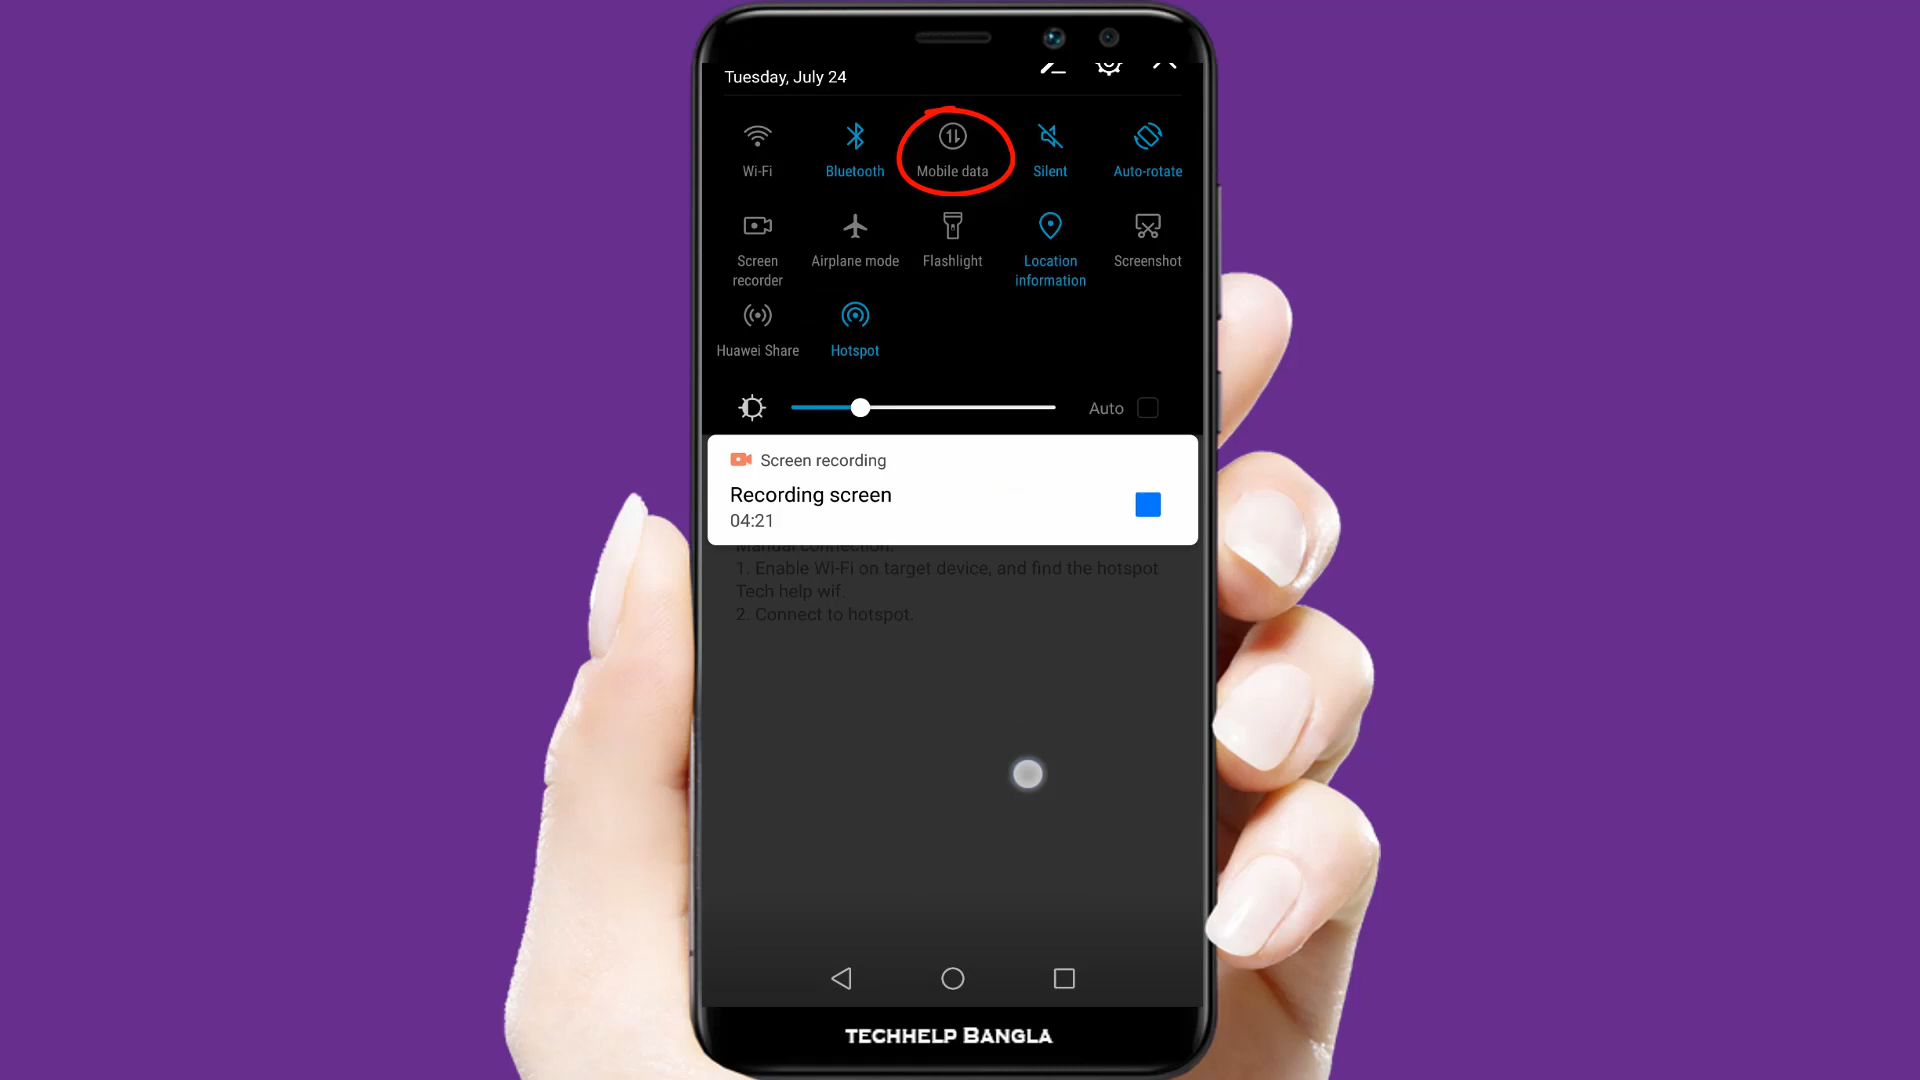 Tuesday, July 24
Wi-Fi
Bluetooth
Mobile data
Silent
Auto-rotate
Screen
recorder
Airplane mode
Flashlight
Location
information
Screenshot
Huawei Share
Hotspot
Auto
Screen recording
Recording screen
04:21
Manual connection:
1. Enable Wi-Fi on target device, and find the hotspot
Tech help wif.
2. Connect to hotspot.
TECHHELP BANGLA